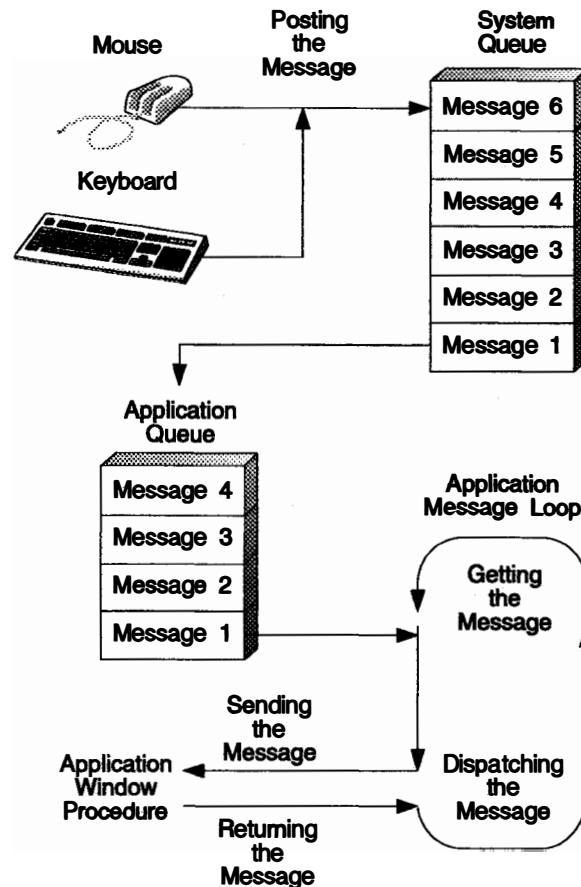 Mouse
Posting
the
Message
System
Queue
Message 6
Message 5
Message 4
Message 3
Message 2
Message 1
Keyboard
Application
Queue
Message 4
Message 3
Message 2
Message 1
Application
Message Loop
Getting
the
Message
Sending
the
Message
Application
Window
Procedure
Dispatching
the
Message
Returning
the
Message